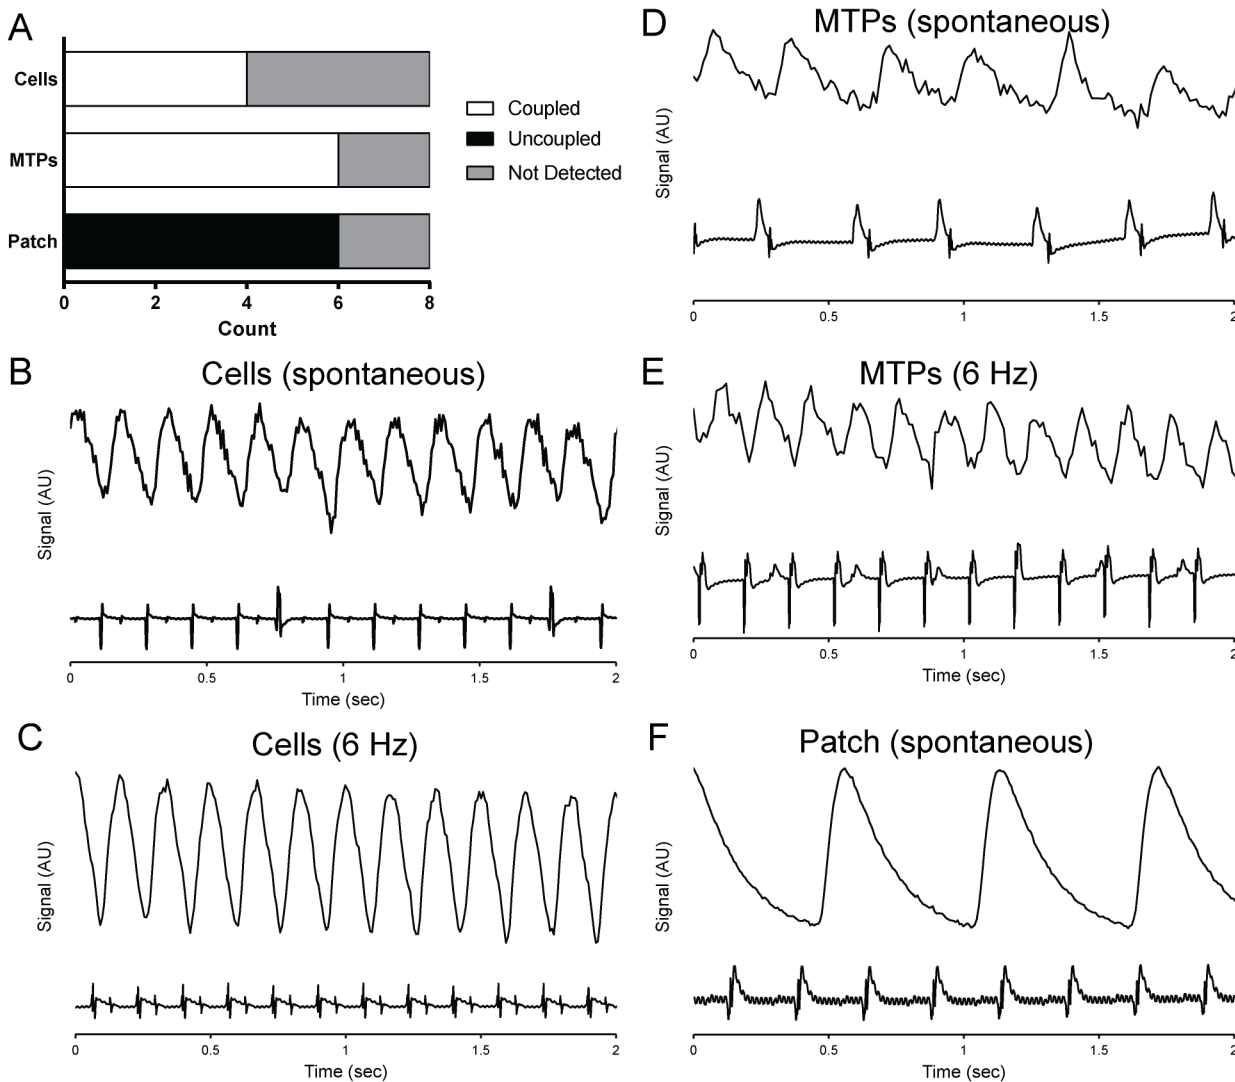 A
Cells
MTPs
Patch
0 2 4 6 8
Count
Coupled
Uncoupled
Not Detected
B
Cells (spontaneous)
Signal (AU)
0 0.5 1 1.5 2
Time (sec)
C
Cells (6 Hz)
Signal (AU)
0 0.5 1 1.5 2
Time (sec)
D
MTPs (spontaneous)
Signal (AU)
0 0.5 1 1.5 2
E
MTPs (6 Hz)
Signal (AU)
0 0.5 1 1.5 2
Time (sec)
F
Patch (spontaneous)
Signal (AU)
0 0.5 1 1.5 2
Time (sec)